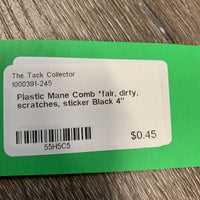 The Tack Collector
1000391-245
Plastic Mane Comb *fair, dirty,
scratches, sticker Black 4"
$0.45
55H5C5